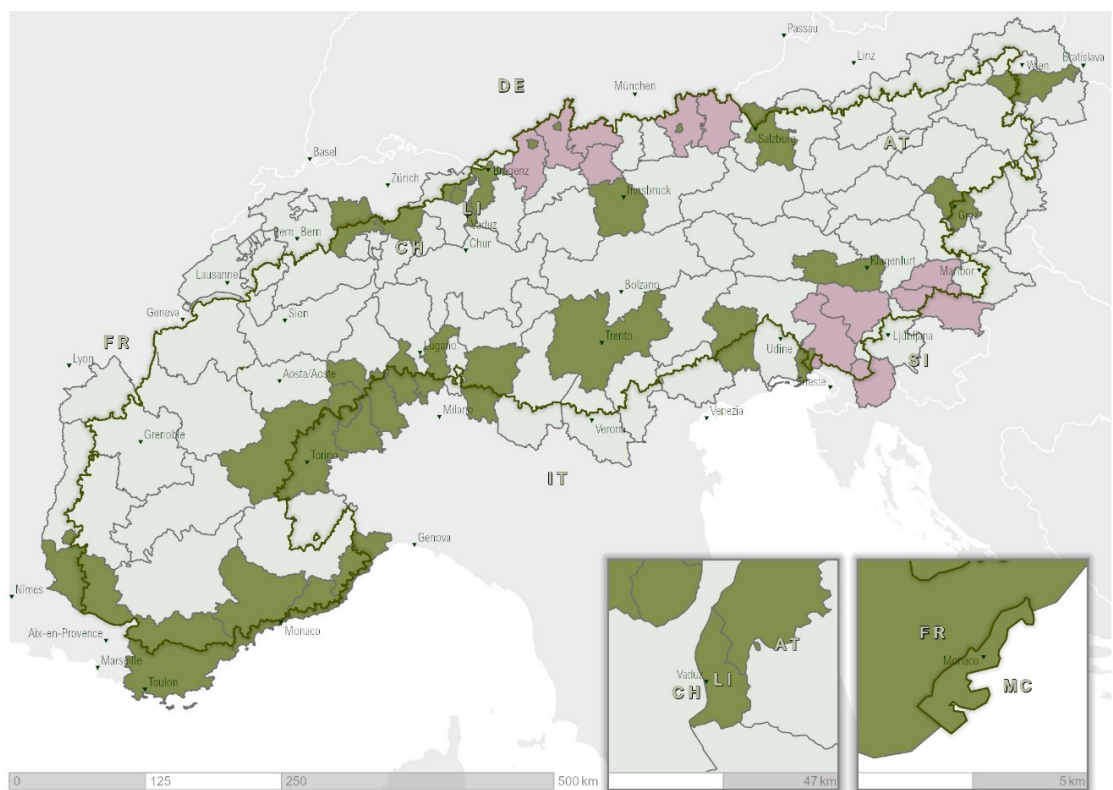 Passau
Linz
Wien
Bratislava
DE
München
Salzburg
AT
Basel
Zürich
Bregenz
Innsbruck
LI
Vaduz
Graz
Bern
Bern
CH
Chur
Klagenfurt
Maribor
Lausanne
Bolzano
Geneva
Sion
Ljubljana
FR
Lugano
Trento
Udine
SI
Lyon
Aosta/Aoste
Trieste
Milano
Venezia
Grenoble
Verona
Torino
IT
Genova
Nîmes
Aix-en-Provence
Monaco
Marseille
Toulon
AT
Vaduz
LI
CH
FR
Monaco
MC
0
125
250
500 km
47 km
5 km